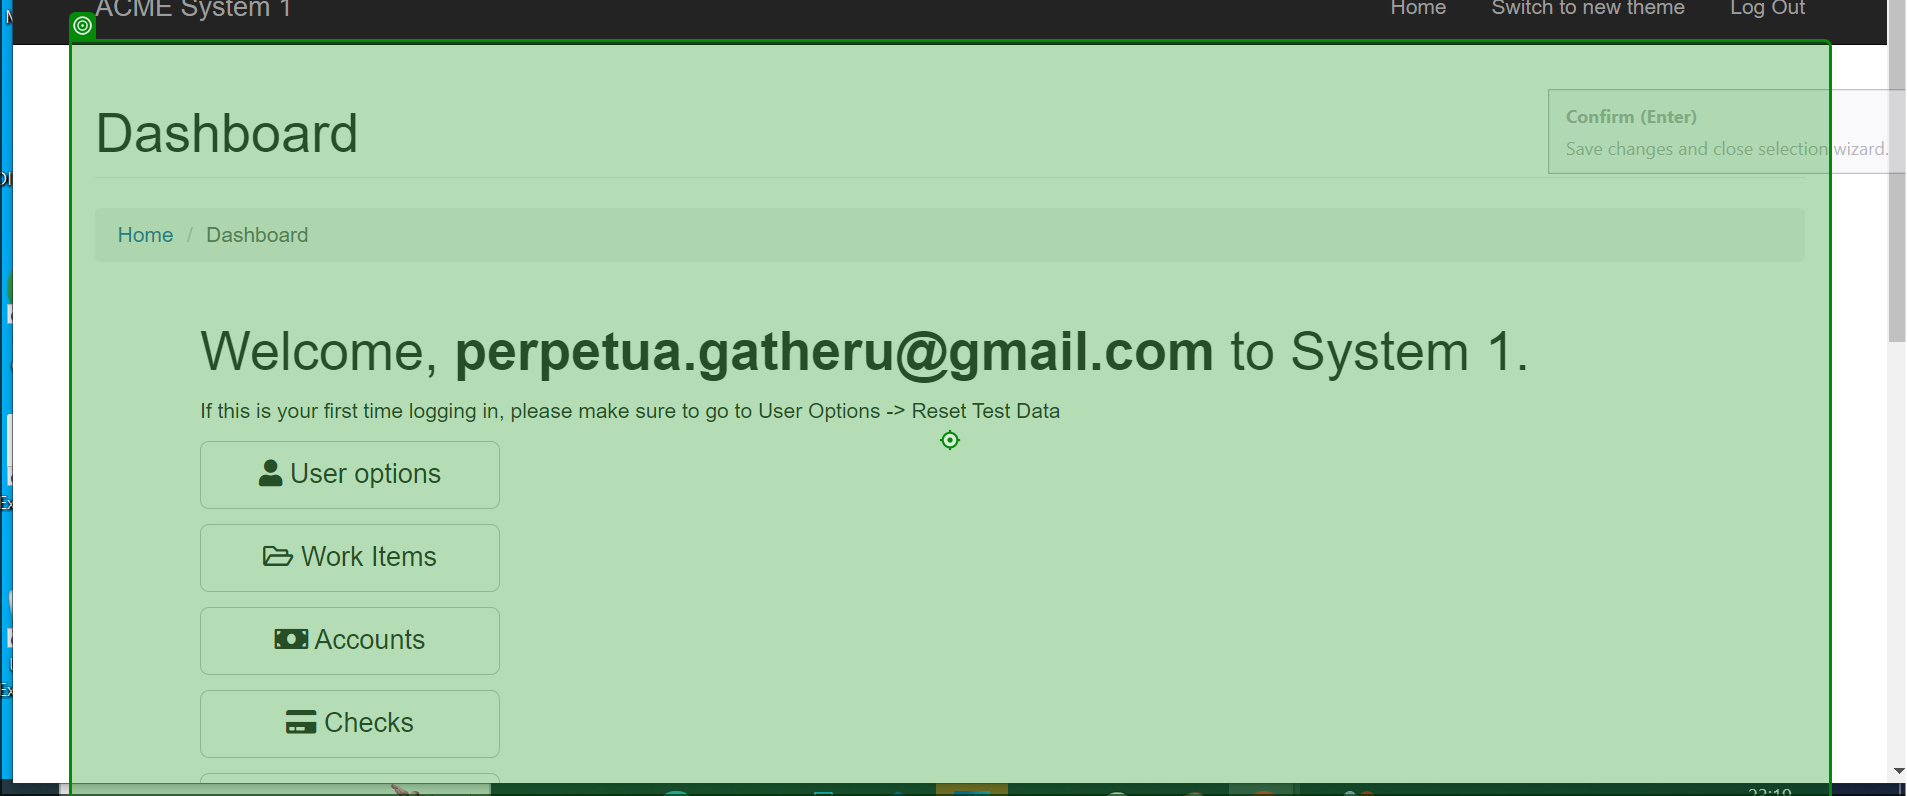 ACME System 1
Home Switch to new theme Log Out
Dashboard
Confirm (Enter)
Save changes and close selection wizard.
Home / Dashboard
Welcome, perpetua.gatheru@gmail.com to System 1.
If this is your first time logging in, please make sure to go to User Options -> Reset Test Data
User options
Work Items
Accounts
Checks